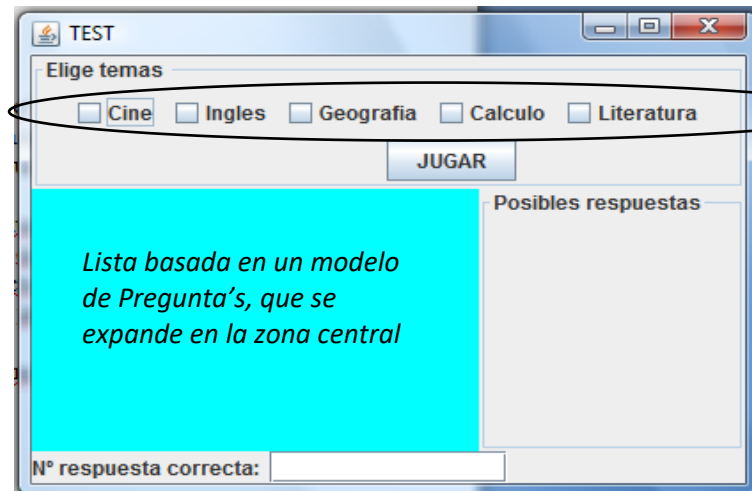 TEST
Elige temas
Cine Ingles Geografia Calculo Literatura
JUGAR
Posibles respuestas
Lista basada en un modelo
de Pregunta’s, que se
expande en la zona central
Nº respuesta correcta: